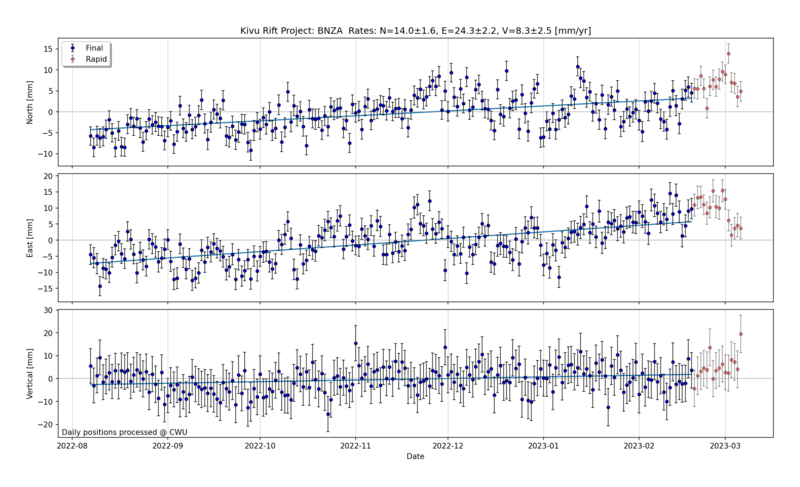 Kivu Rift Project: BNZA  Rates: N=14.0±1.6, E=24.3±2.2, V=8.3±2.5 [mm/yr]
Final
Rapid
North [mm]
15
10
5
0
−5
−10
East [mm]
20
15
10
5
0
−5
−10
−15
Vertical [mm]
30
20
10
0
−10
−20
Daily positions processed @ CWU
2022-08 2022-09 2022-10 2022-11 2022-12 2023-01 2023-02 2023-03
Date